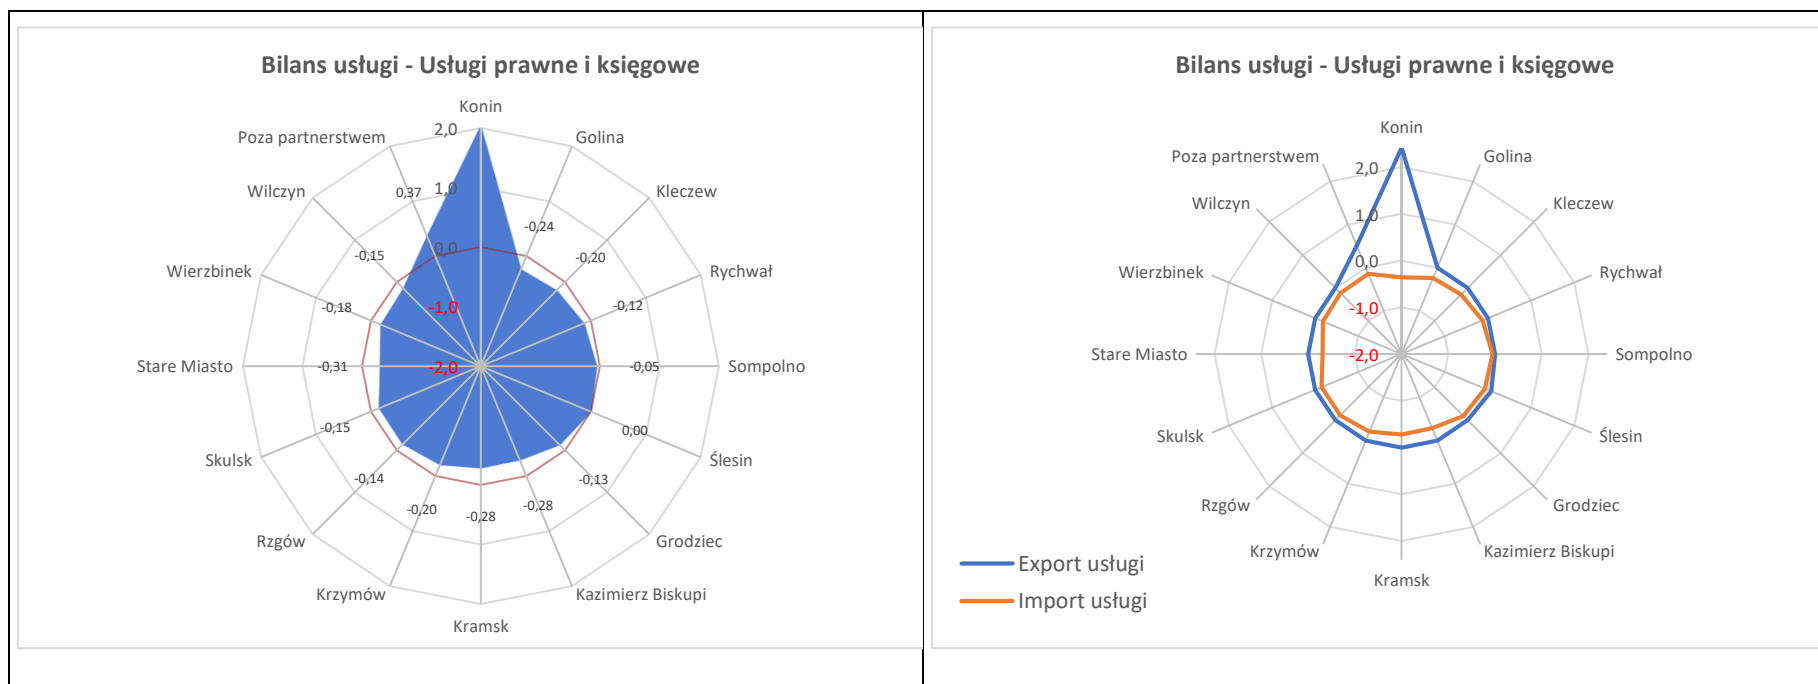 Bilans usługi - Usługi prawne i księgowe
Konin
2,0
Poza partnerstwem
Golina
Wilczyn
0,37
1,0
Kleczew
-0,24
-0,15
0,0
-0,20
Wierzbinek
Rychwał
-0,18
-1,0
-0,12
Stare Miasto
-0,31
-2,0
-0,05
Sompolno
-0,15
0,00
Skulsk
Ślesin
-0,14
-0,13
-0,20
-0,28
-0,28
Rzgów
Grodziec
Krzymów
Kazimierz Biskupi
Kramsk
Bilans usługi - Usługi prawne i księgowe
Konin
Poza partnerstwem
2,0
Golina
Wilczyn
1,0
Kleczew
Wierzbinek
0,0
Rychwał
-1,0
Stare Miasto
-2,0
Sompolno
Skulsk
Ślesin
Rzgów
Grodziec
Krzymów
Kazimierz Biskupi
Kramsk
Export usługi
Import usługi